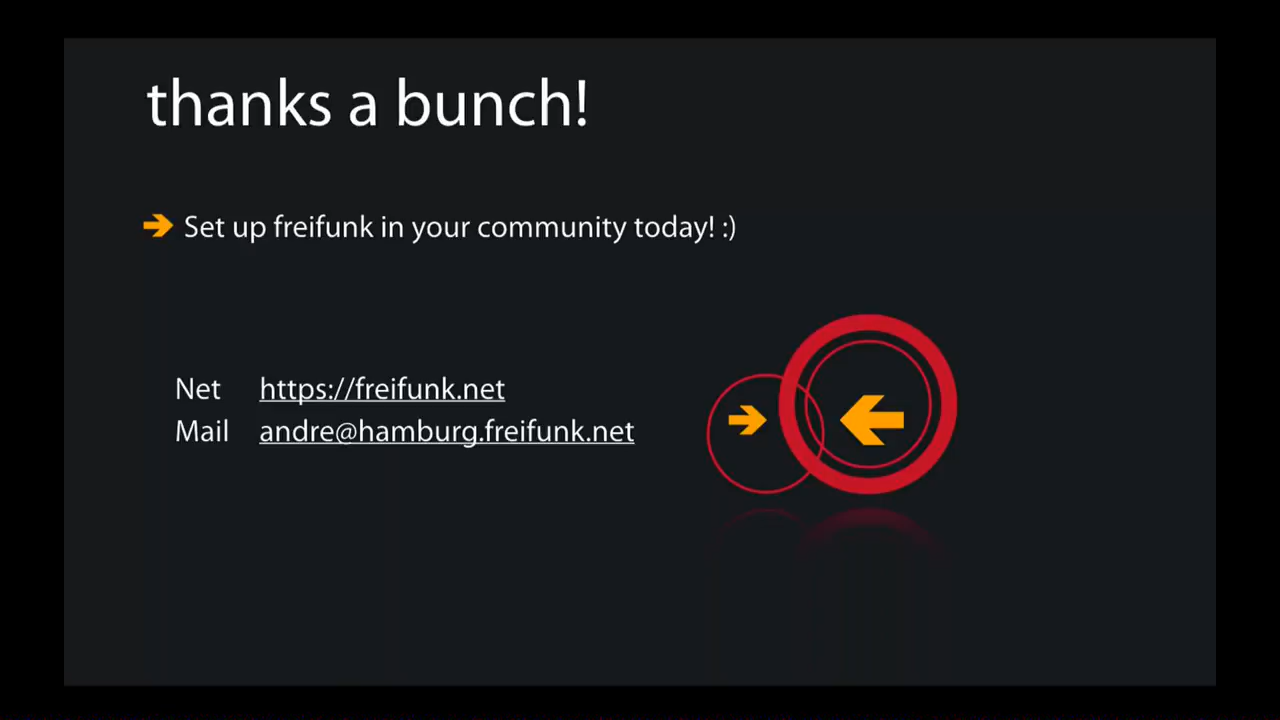 thanks a bunch!
Set up freifunk in your community today! :)
Net https://freifunk.net
Mail andre@hamburg.freifunk.net